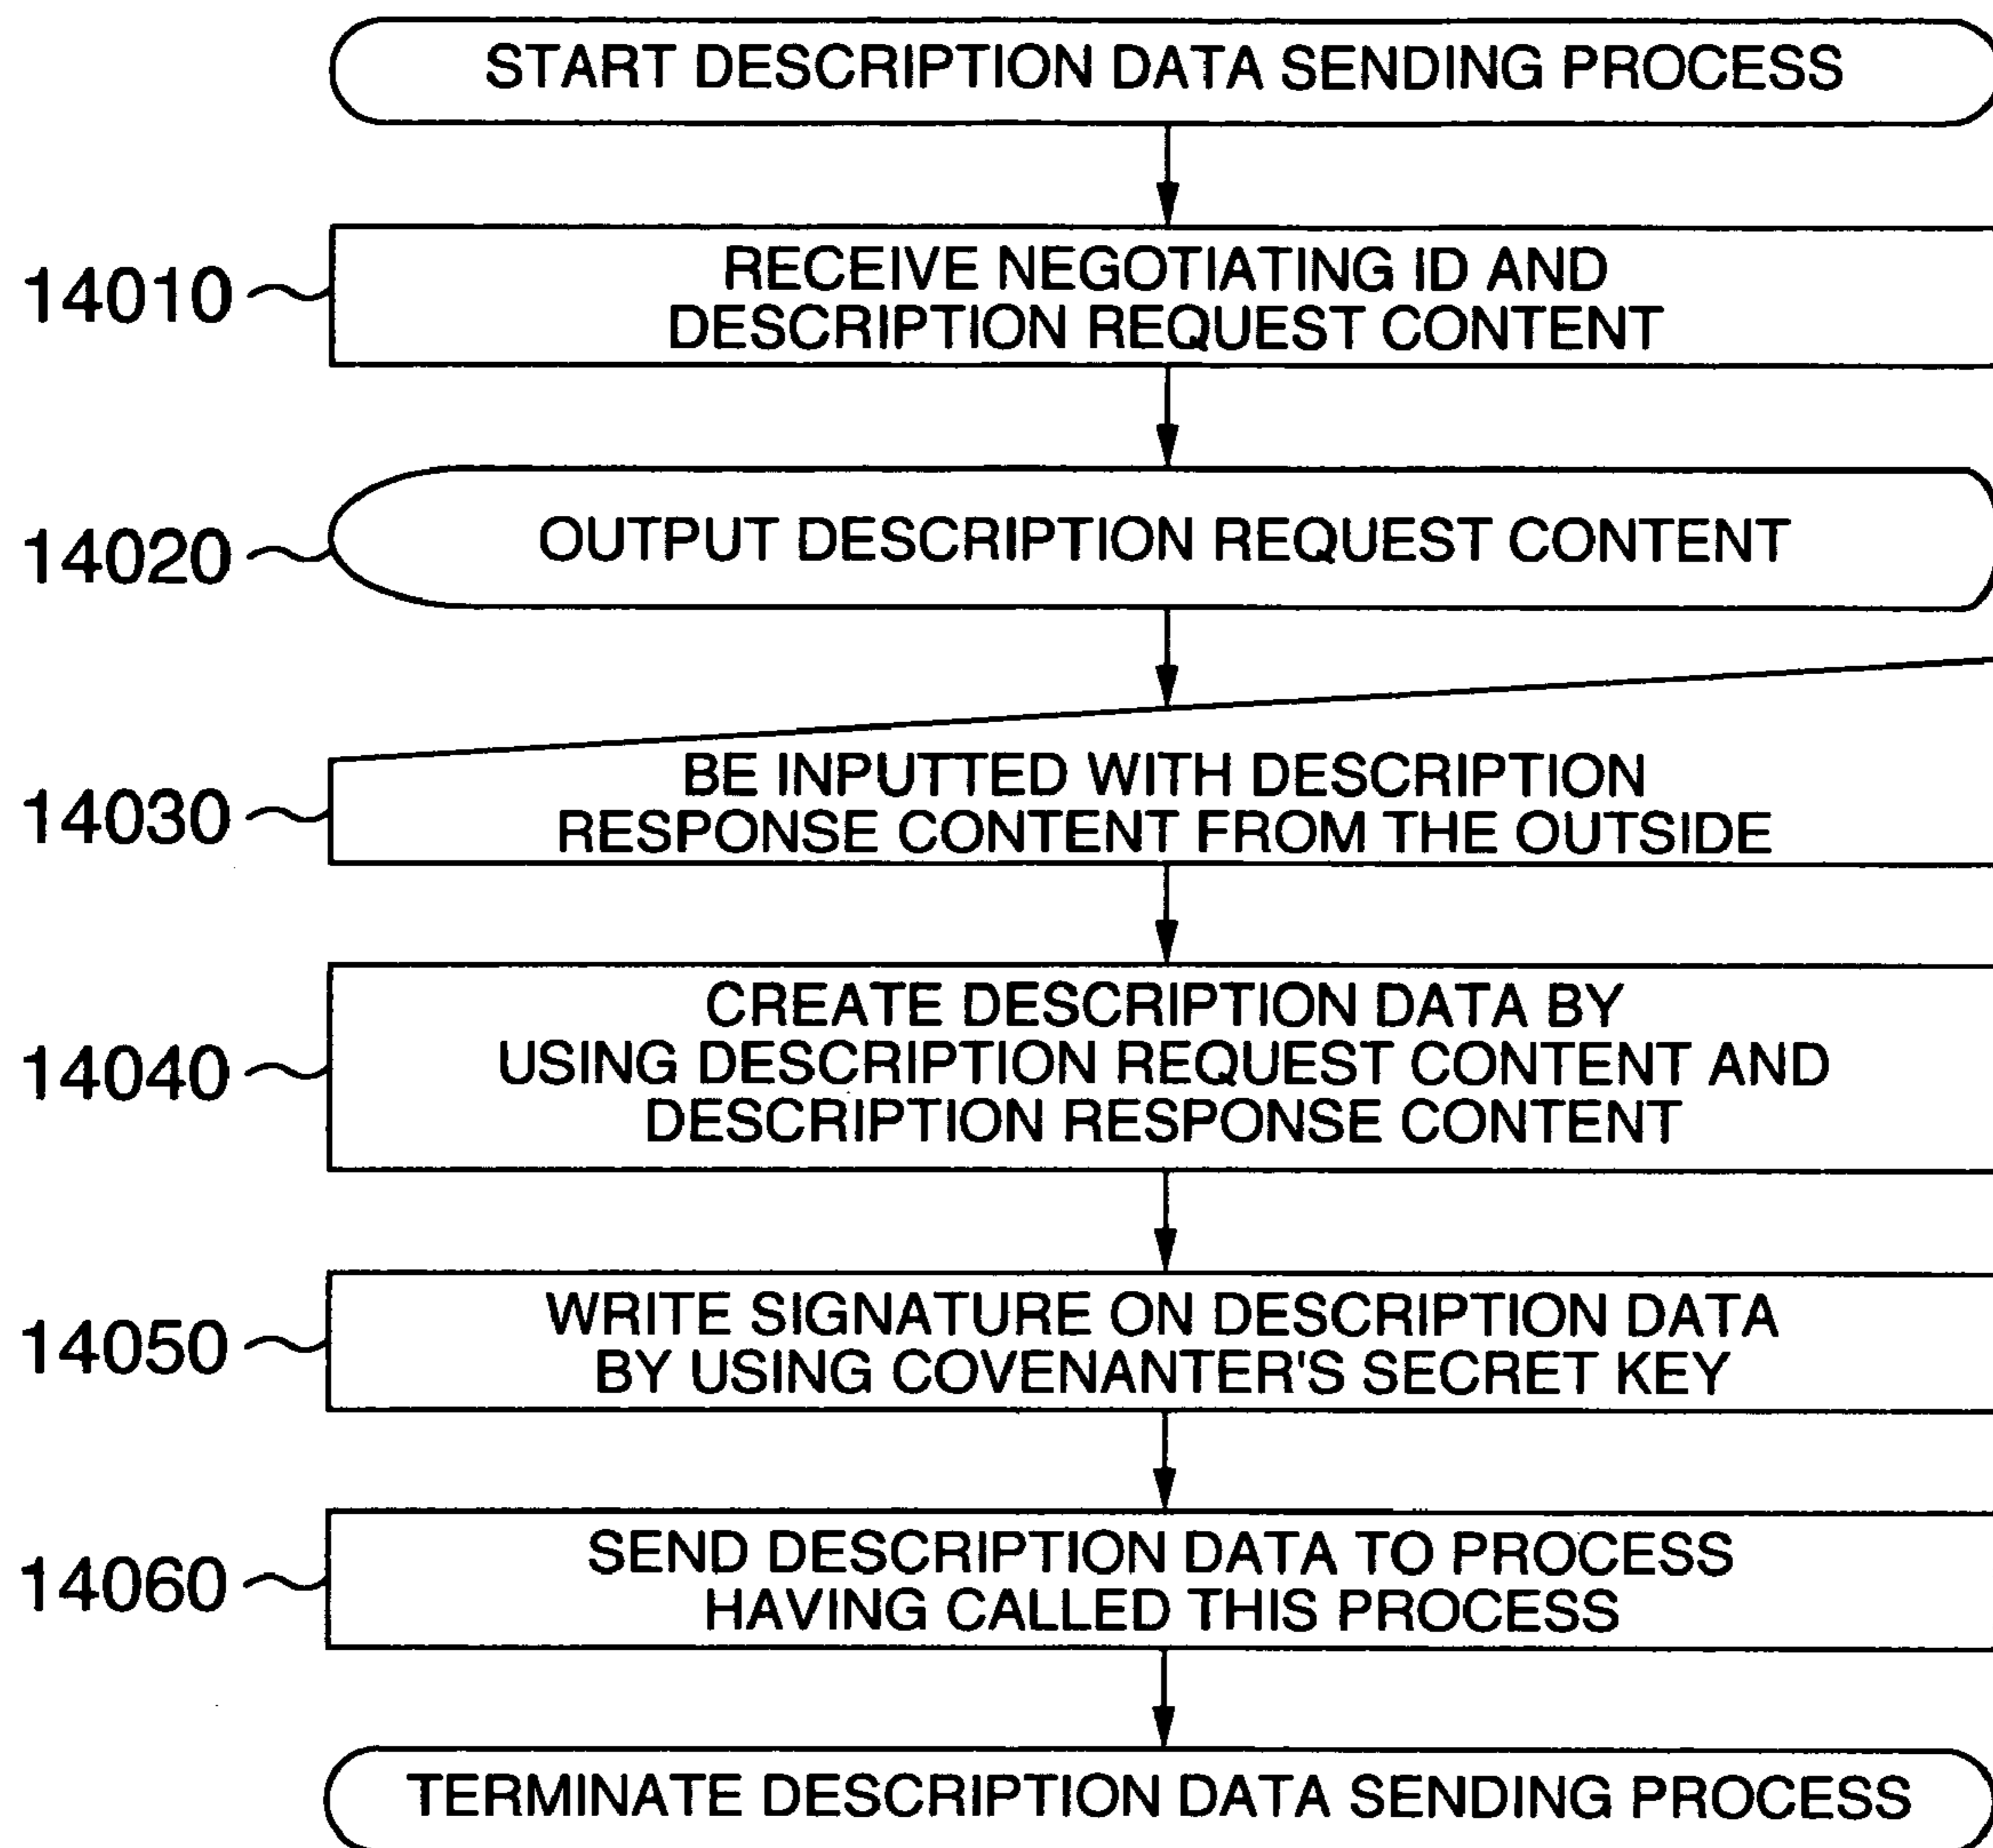 START DESCRIPTION DATA SENDING PROCESS
14010
RECEIVE NEGOTIATING ID AND
DESCRIPTION REQUEST CONTENT
14020
OUTPUT DESCRIPTION REQUEST CONTENT
14030
BE INPUTTED WITH DESCRIPTION
RESPONSE CONTENT FROM THE OUTSIDE
14040
CREATE DESCRIPTION DATA BY
USING DESCRIPTION REQUEST CONTENT AND
DESCRIPTION RESPONSE CONTENT
14050
WRITE SIGNATURE ON DESCRIPTION DATA
BY USING COVENANTER'S SECRET KEY
14060
SEND DESCRIPTION DATA TO PROCESS
HAVING CALLED THIS PROCESS
TERMINATE DESCRIPTION DATA SENDING PROCESS